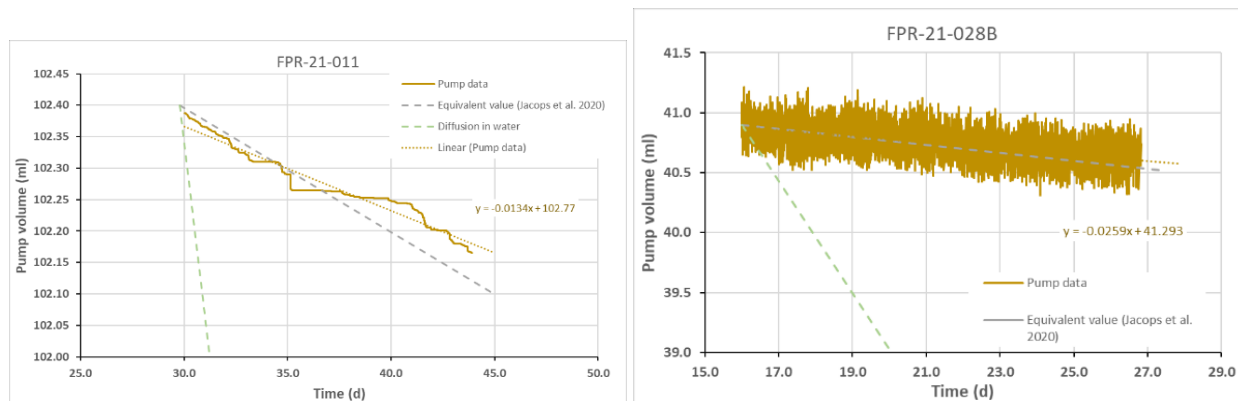 FPR-21-011
102.45
102.40
102.35
102.30
102.25
102.20
102.15
102.10
102.05
102.00
Pump volume (ml)
25.0 30.0 35.0 40.0 45.0 50.0
Time (d)
Pump data
Equivalent value (Jacops et al. 2020)
Diffusion in water
Linear (Pump data)
y = -0.0134x + 102.77
FPR-21-028B
41.5
41.0
40.5
40.0
39.5
39.0
Pump volume (ml)
15.0 17.0 19.0 21.0 23.0 25.0 27.0 29.0
Time (d)
y = -0.0259x + 41.293
Pump data
Equivalent value (Jacops et al.
2020)